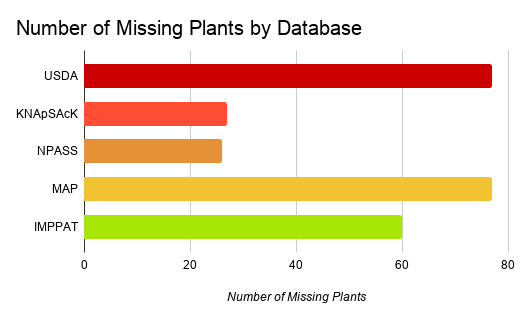 Number of Missing Plants by Database
USDA
KNApSAcK
NPASS
MAP
IMPPAT
0 20 40 60 80
Number of Missing Plants